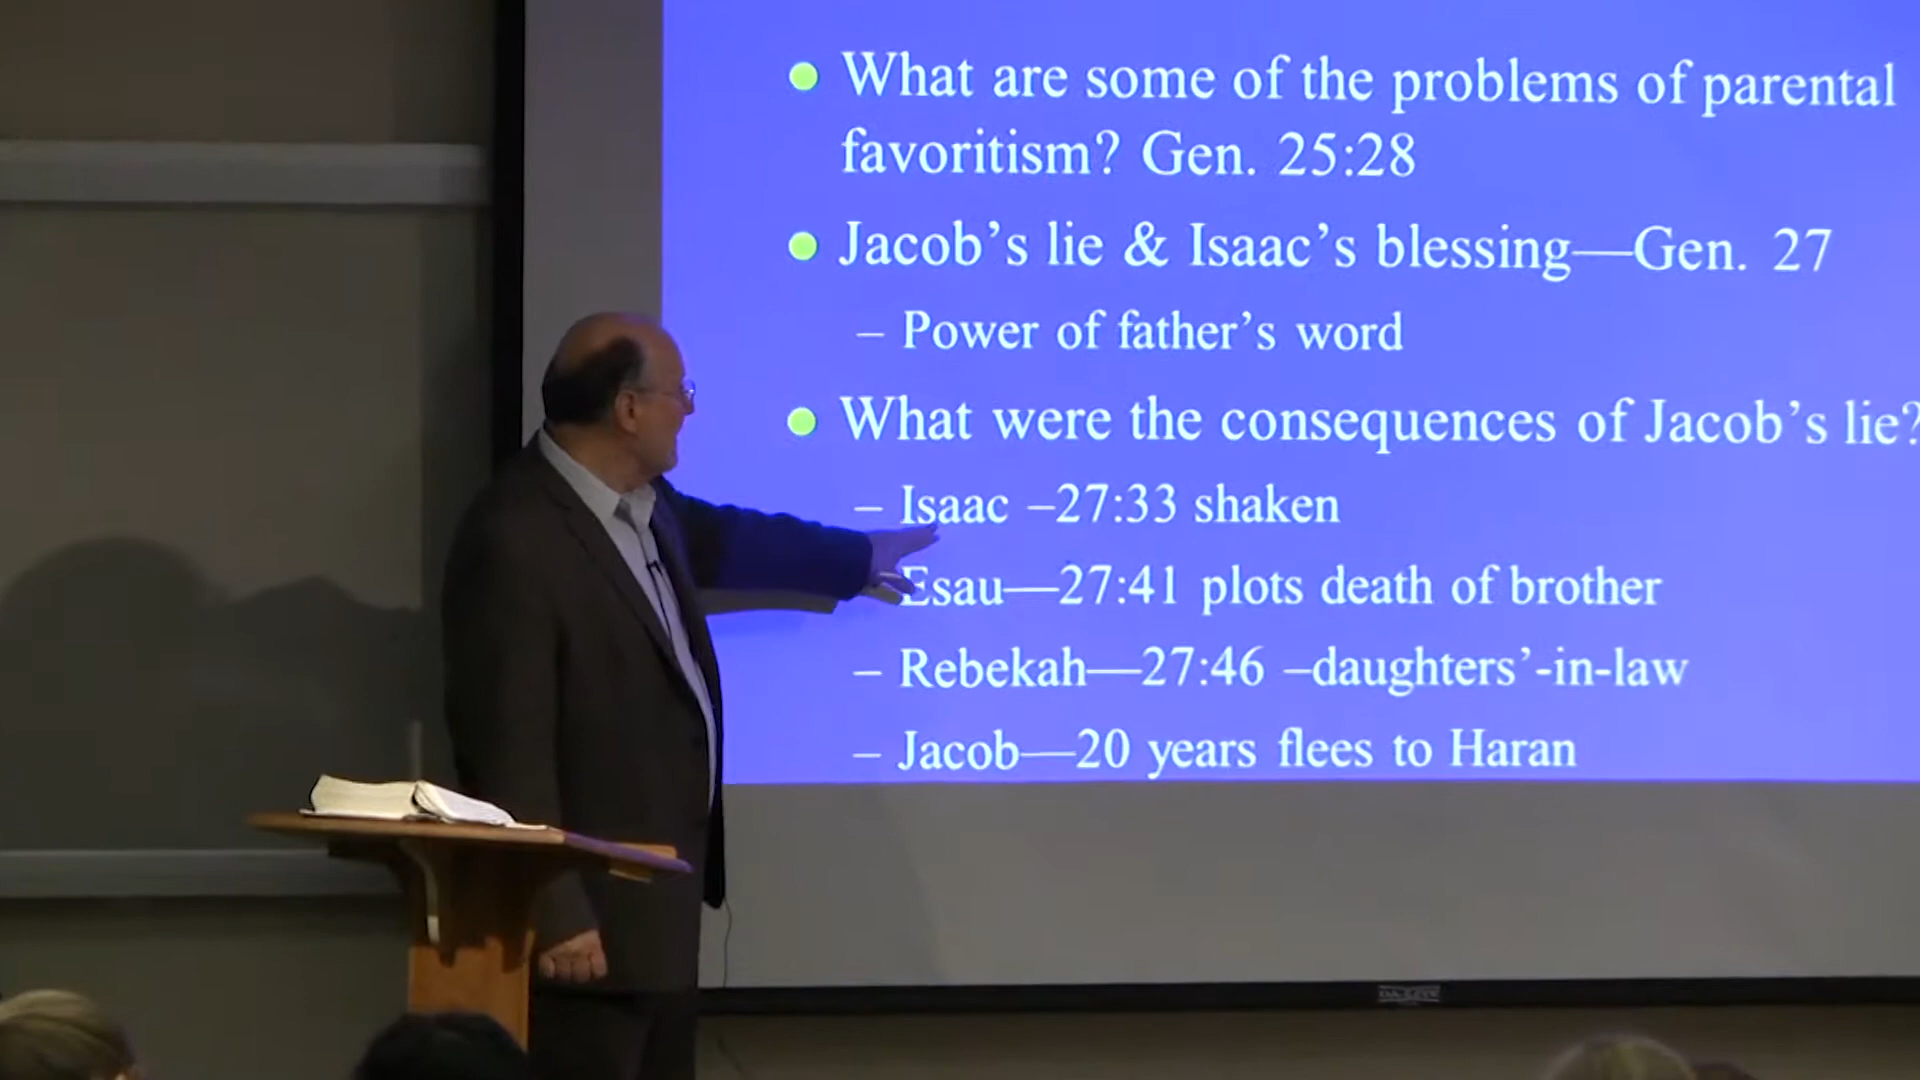 ● What are some of the problems of parental
favoritism? Gen. 25:28
● Jacob’s lie & Isaac’s blessing—Gen. 27
– Power of father’s word
● What were the consequences of Jacob’s lie?
– Isaac –27:33 shaken
Esau—27:41 plots death of brother
– Rebekah—27:46 –daughters’-in-law
– Jacob—20 years flees to Haran
DA-LITE